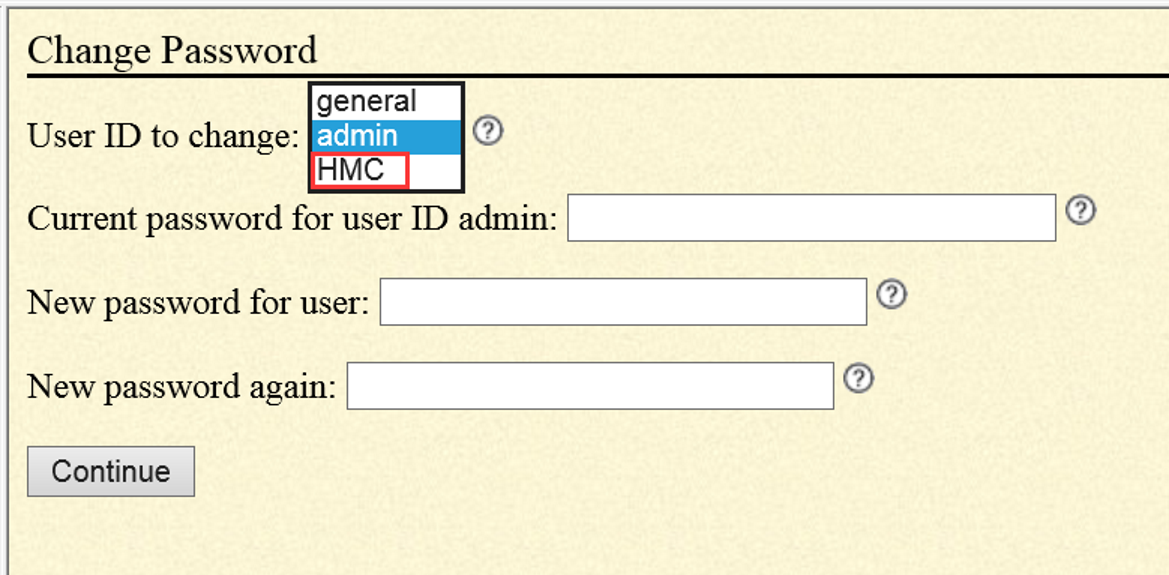 Change Password
general
User ID to change: admin ?
HMC
Current password for user ID admin: ?
New password for user: ?
New password again: ?
Continue